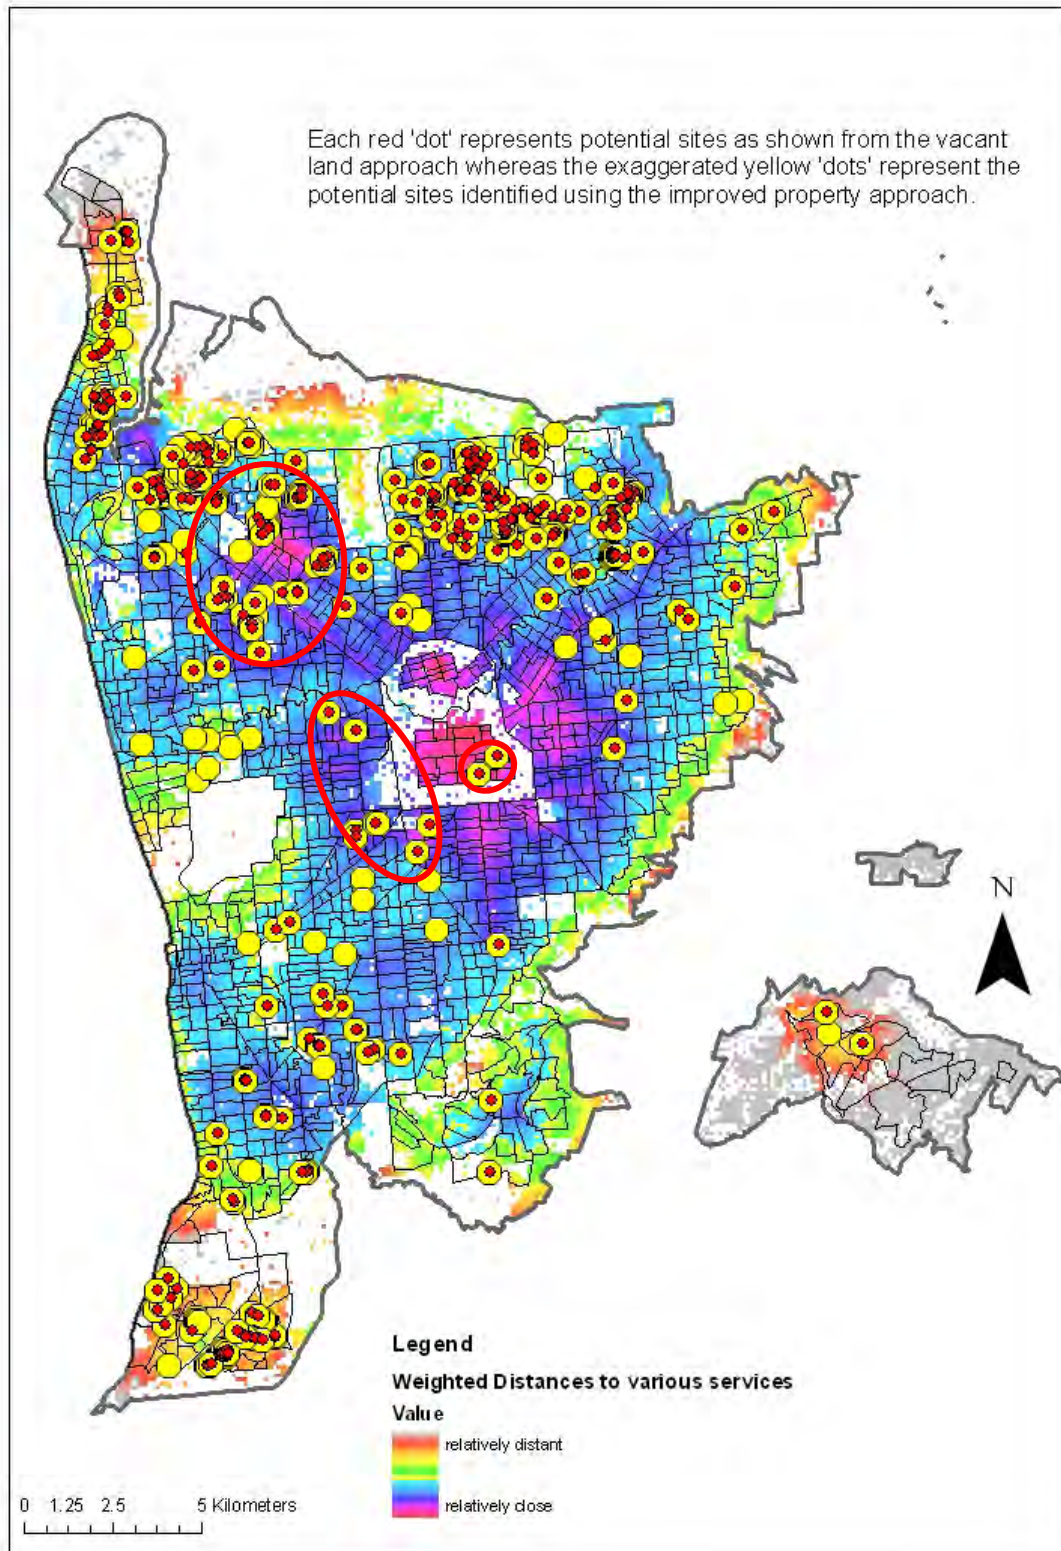 Each red 'dot' represents potential sites as shown from the vacant
land approach whereas the exaggerated yellow 'dots' represent the
potential sites identified using the improved property approach.
N
Legend
Weighted Distances to various services
Value
relatively distant
relatively close
0 1.25 2.5 5 Kilometers